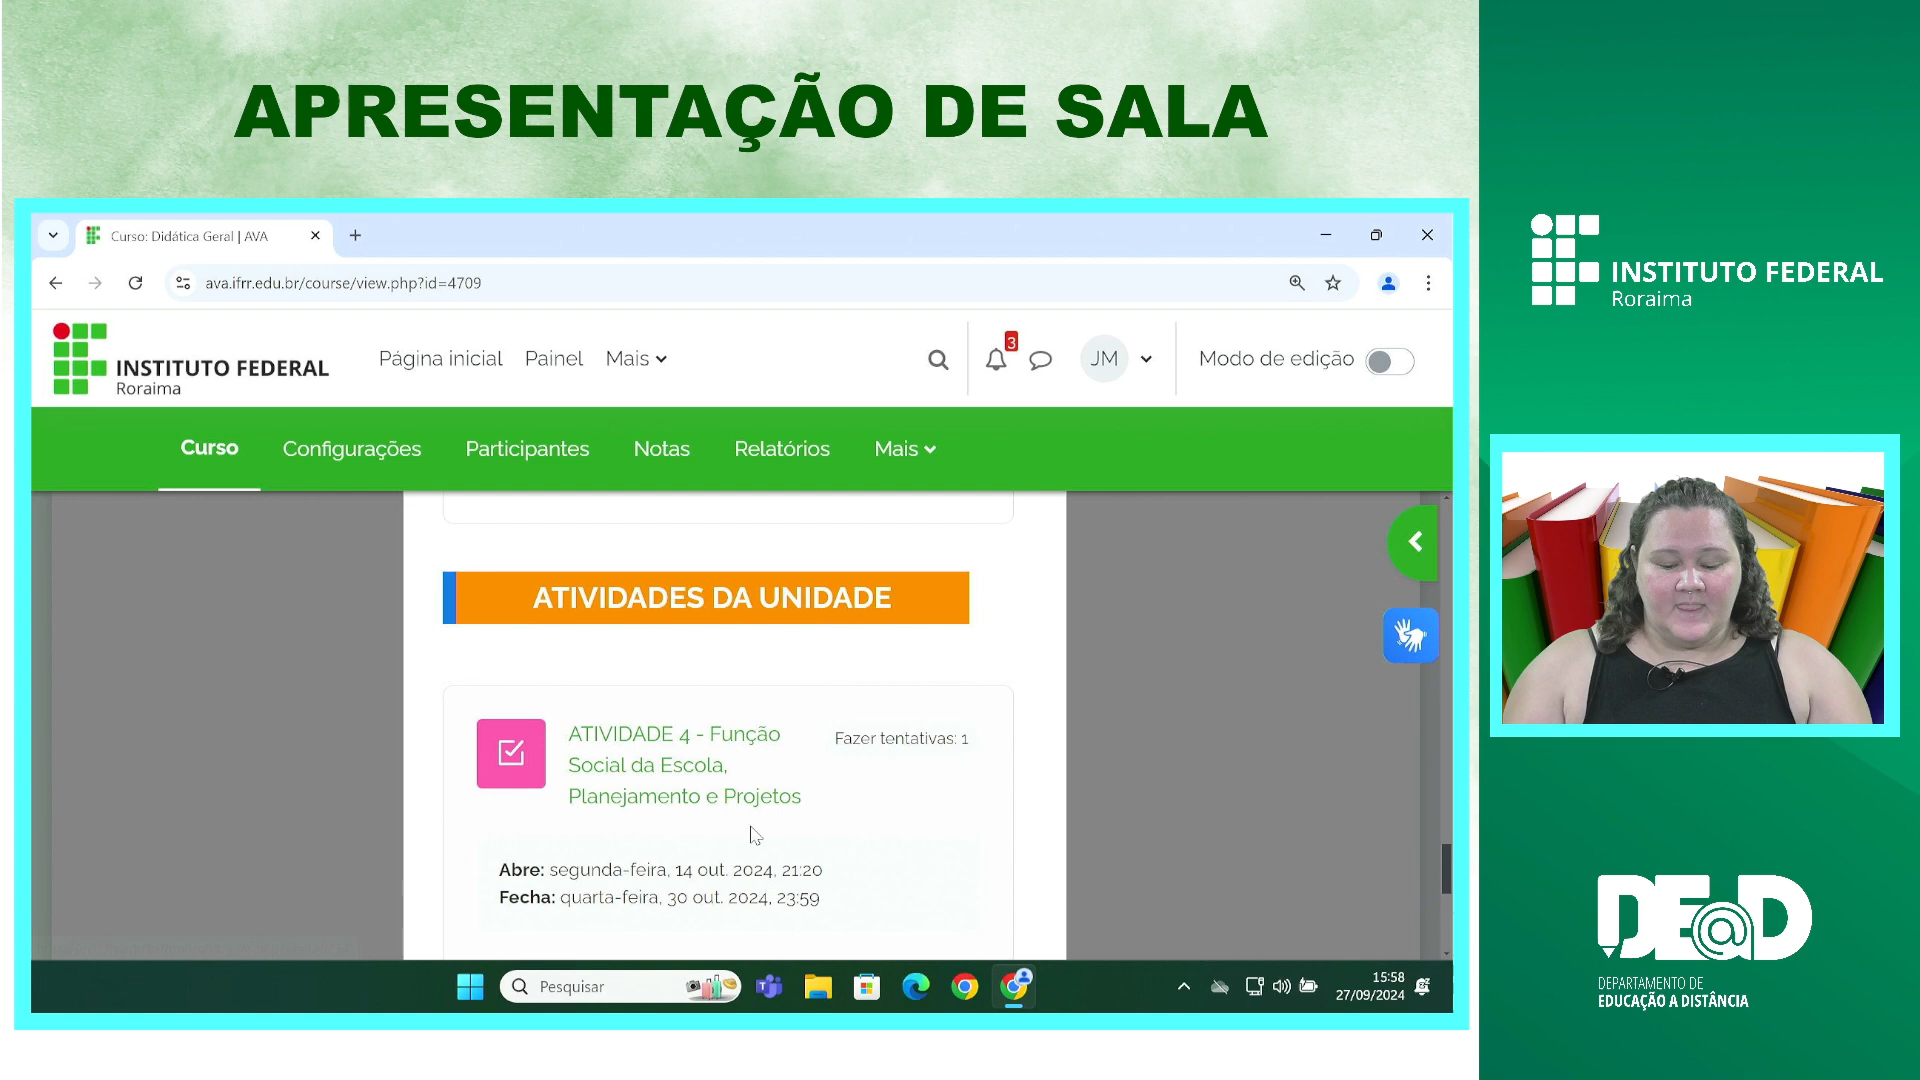 APRESENTAÇÃO DE SALA
Curso: Didática Geral | AVA
ava.ifrr.edu.br/course/view.php?id=4709
INSTITUTO FEDERAL
Roraima
Página inicial Painel Mais
3
JM
Modo de edição
Curso Configurações Participantes Notas Relatórios Mais
ATIVIDADES DA UNIDADE
ATIVIDADE 4 - Função
Social da Escola,
Planejamento e Projetos
Fazer tentativas: 1
Abre: segunda-feira, 14 out. 2024, 21:20
Fecha: quarta-feira, 30 out. 2024, 23:59
Pesquisar
15:58
27/09/2024
INSTITUTO FEDERAL
Roraima
DE@D
DEPARTAMENTO DE
EDUCAÇÃO A DISTÂNCIA